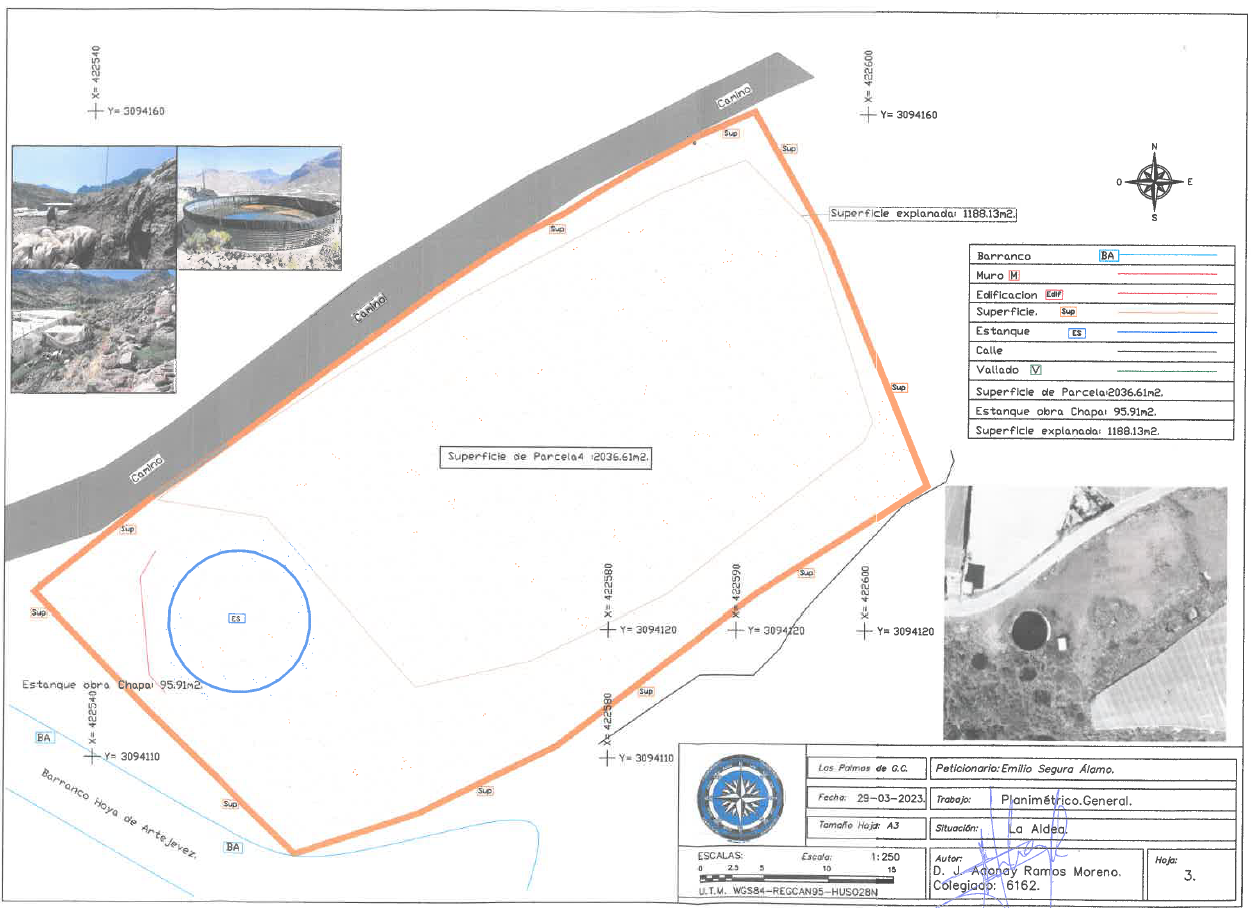 X= 422540
Y= 3094160
X= 422600
Y= 3094160
Camino
Sup
Sup
N
O
E
S
Superficie explanada: 1188.13m2.
Sup
Barranco BA
Muro M
Edificacion Edif
Superficie. Sup
Estanque ES
Calle
Vallado V
Superficie de Parcela:2036.61m2.
Estanque obra Chapa: 95.91m2.
Superficie explanada: 1188.13m2.
Camino
Sup
Superficie de Parcela4 :2036.61m2.
Camino
Sup
Sup
ES
X= 422580
Y= 3094120
X= 422590
Y= 3094120
X= 422600
Y= 3094120
Sup
Sup
Estanque obra Chapa: 95.91m2.
X= 422540
Y= 3094110
X= 422580
Y= 3094110
BA
Barranco Hoya de Artejevez.
Sup
Sup
BA
Las Palmas de G.C.
Peticionario: Emilio Segura Álamo.
Fecha: 29-03-2023.
Trabajo: Planimétrico.General.
Tamaño Hoja: A3
Situación: La Aldea.
ESCALAS: Escala: 1:250
0 2.5 5 10 15
U.T.M. WGS84-REGCAN95-HUSO28N
Autor:
D. J. Adonay Ramos Moreno.
Colegiado: 6162.
Hoja:
3.